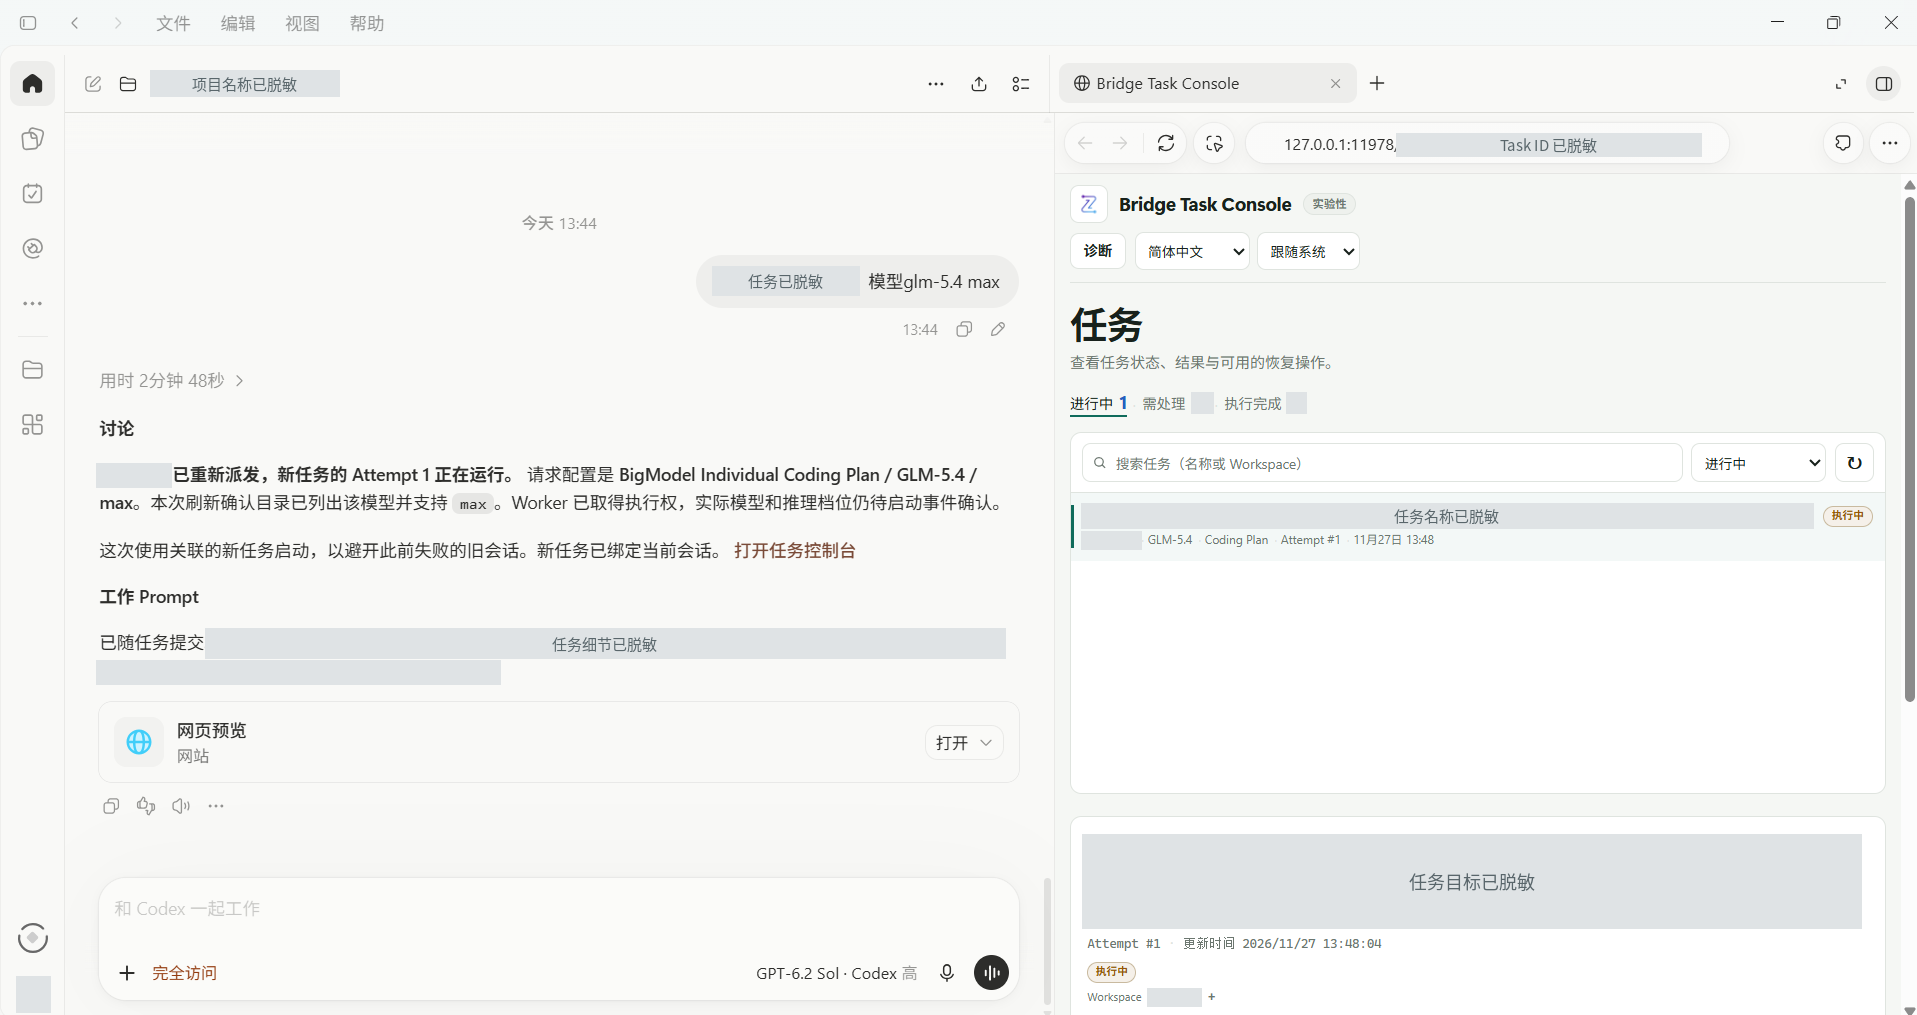 文件 编辑 视图 帮助
项目名称已脱敏
今天 13:44
任务已脱敏 模型glm-5.4 max
13:44
用时 2分钟 48秒
讨论
已重新派发，新任务的 Attempt 1 正在运行。 请求配置是 BigModel Individual Coding Plan / GLM-5.4 /
max。本次刷新确认目录已列出该模型并支持 max 。Worker 已取得执行权，实际模型和推理档位仍待启动事件确认。
这次使用关联的新任务启动，以避开此前失败的旧会话。新任务已绑定当前会话。 打开任务控制台
工作 Prompt
已随任务提交 任务细节已脱敏
网页预览
网站
打开
和 Codex 一起工作
完全访问
GPT-6.2 Sol · Codex 高
Bridge Task Console
127.0.0.1:11978/ Task ID 已脱敏
Bridge Task Console 实验性
诊断 简体中文 跟随系统
任务
查看任务状态、结果与可用的恢复操作。
进行中 1 · 需处理 · 执行完成
搜索任务（名称或 Workspace） 进行中
任务名称已脱敏 执行中
GLM-5.4 · Coding Plan · Attempt #1 · 11月27日 13:48
任务目标已脱敏
Attempt #1 · 更新时间 2026/11/27 13:48:04
执行中
Workspace +